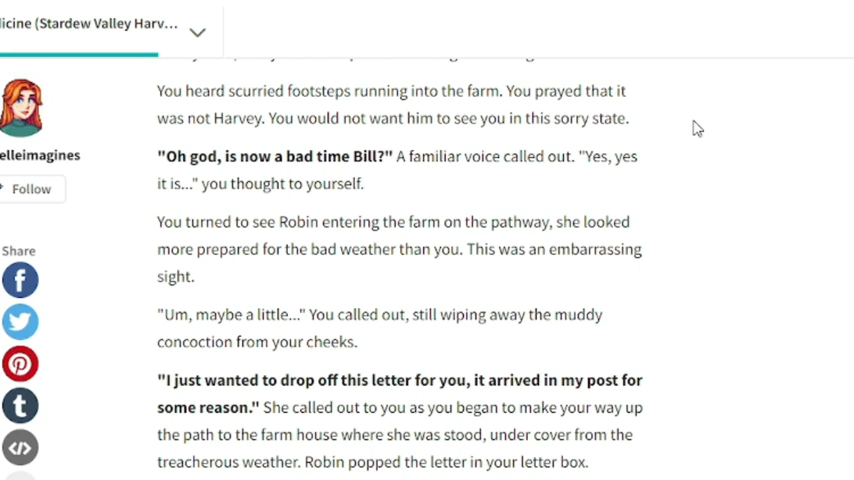 icine (Stardew Valley Harv...
You heard scurried footsteps running into the farm. You prayed that it
was not Harvey. You would not want him to see you in this sorry state.
elleimagines
"Oh god, is now a bad time Bill?" A familiar voice called out. "Yes, yes
it is..." you thought to yourself.
Follow
You turned to see Robin entering the farm on the pathway, she looked
more prepared for the bad weather than you. This was an embarrassing
sight.
Share
"Um, maybe a little..." You called out, still wiping away the muddy
concoction from your cheeks.
"I just wanted to drop off this letter for you, it arrived in my post for
some reason." She called out to you as you began to make your way up
the path to the farm house where she was stood, under cover from the
treacherous weather. Robin popped the letter in your letter box.